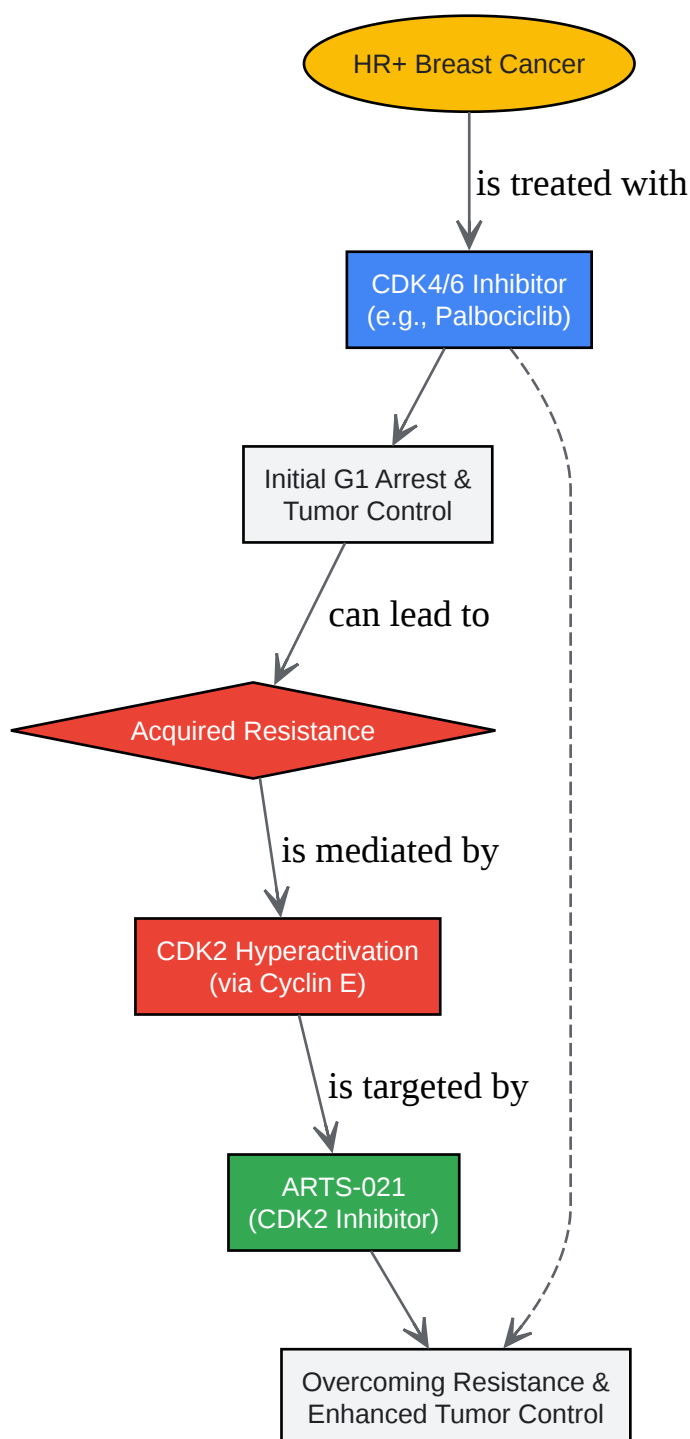 HR+ Breast Cancer
is treated with
CDK4/6 Inhibitor
(e.g., Palbociclib)
Initial G1 Arrest &
Tumor Control
can lead to
Acquired Resistance
is mediated by
CDK2 Hyperactivation
(via Cyclin E)
is targeted by
ARTS-021
(CDK2 Inhibitor)
Overcoming Resistance &
Enhanced Tumor Control